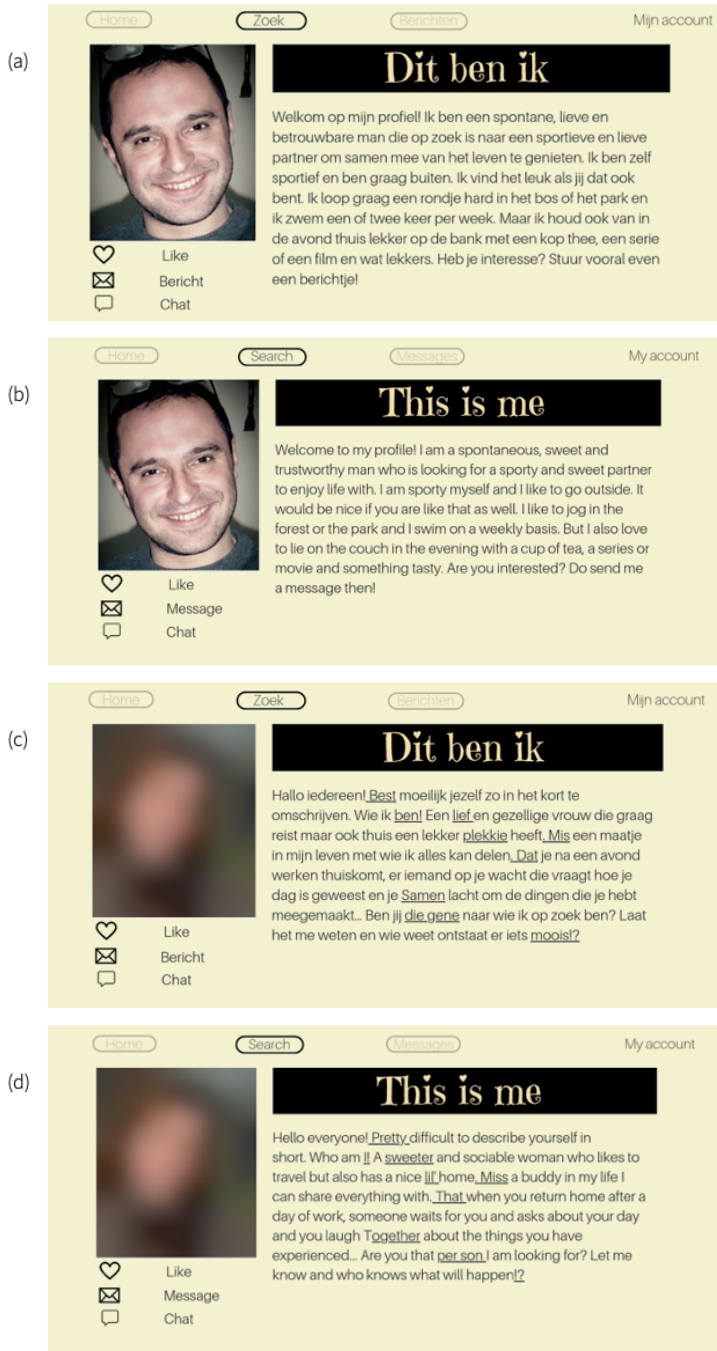 (a)
Home Zoek Berichten Mijn account
Dit ben ik
Welkom op mijn profiel! Ik ben een spontane, lieve en
betrouwbare man die op zoek is naar een sportieve en lieve
partner om samen mee van het leven te genieten. Ik ben zelf
sportief en ben graag buiten. Ik vind het leuk als jij dat ook
bent. Ik loop graag een rondje hard in het bos of het park en
ik zwem een of twee keer per week. Maar ik houd ook van in
de avond thuis lekker op de bank met een kop thee, een serie
of een film en wat lekkers. Heb je interesse? Stuur vooral even
een berichtje!
Like
Bericht
Chat
(b)
Home Search Messages My account
This is me
Welcome to my profile! I am a spontaneous, sweet and
trustworthy man who is looking for a sporty and sweet partner
to enjoy life with. I am sporty myself and I like to go outside. It
would be nice if you are like that as well. I like to jog in the
forest or the park and I swim on a weekly basis. But I also love
to lie on the couch in the evening with a cup of tea, a series or
movie and something tasty. Are you interested? Do send me
a message then!
Like
Message
Chat
(c)
Home Zoek Berichten Mijn account
Dit ben ik
Hallo iedereen! Best moeilijk jezelf zo in het kort te
omschrijven. Wie ik ben! Een lief en gezellige vrouw die graag
reist maar ook thuis een lekker plekkie heeft. Mis een maatje
in mijn leven met wie ik alles kan delen. Dat je na een avond
werken thuiskomt, er iemand op je wacht die vraagt hoe je
dag is geweest en je Samen lacht om de dingen die je hebt
meegemaakt... Ben jij die gene naar wie ik op zoek ben? Laat
het me weten en wie weet ontstaat er iets moois!?
Like
Bericht
Chat
(d)
Home Search Messages My account
This is me
Hello everyone! Pretty difficult to describe yourself in
short. Who am I! A sweeter and sociable woman who likes to
travel but also has a nice lil' home. Miss a buddy in my life I
can share everything with. That when you return home after a
day of work, someone waits for you and asks about your day
and you laugh Together about the things you have
experienced... Are you that per son I am looking for? Let me
know and who knows what will happen!?
Like
Message
Chat